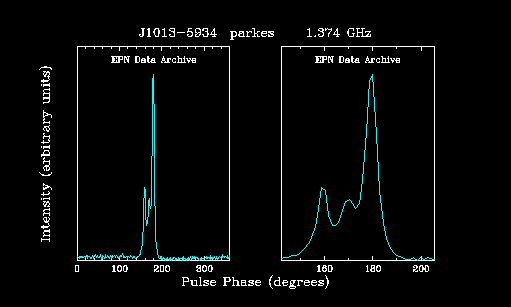 J1013-5934 parkes 1.374 GHz
EPN Data Archive EPN Data Archive
Intensity (arbitrary units)
0 100 200 300 160 180 200
Pulse Phase (degrees)